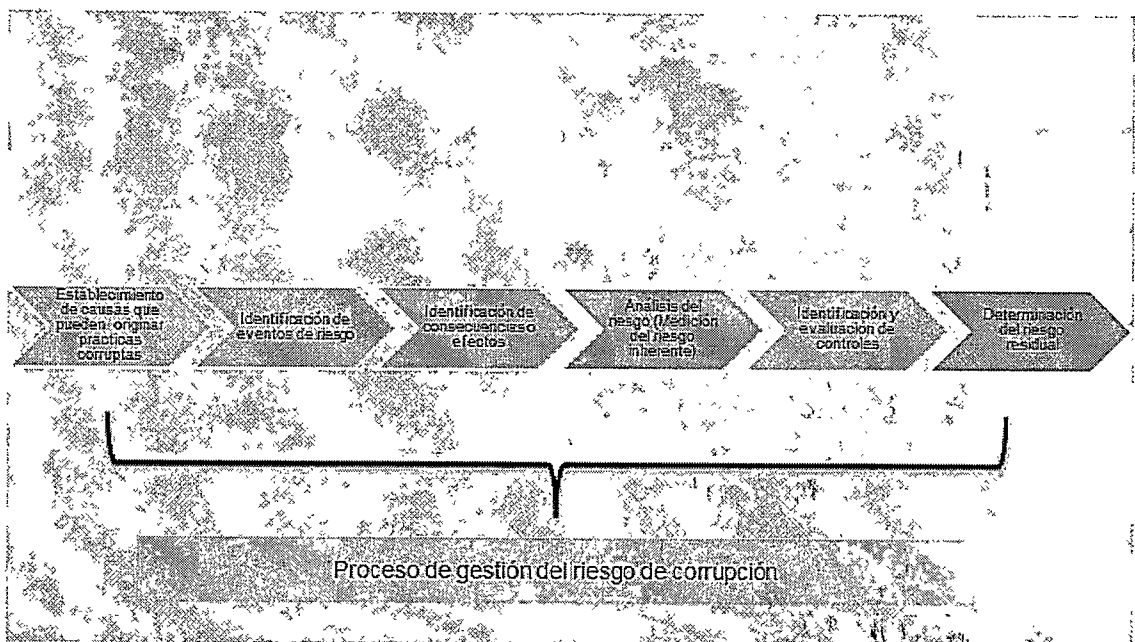 Establecimiento
de causas que
pueden originar
prácticas
corruptas
Identificación de
eventos de riesgo
Identificación de
consecuencias o
efectos
Análisis del
riesgo (Medición
del riesgo
inherente)
Identificación y
evaluación de
controles
Determinación
del riesgo
residual
Proceso de gestión del riesgo de corrupción